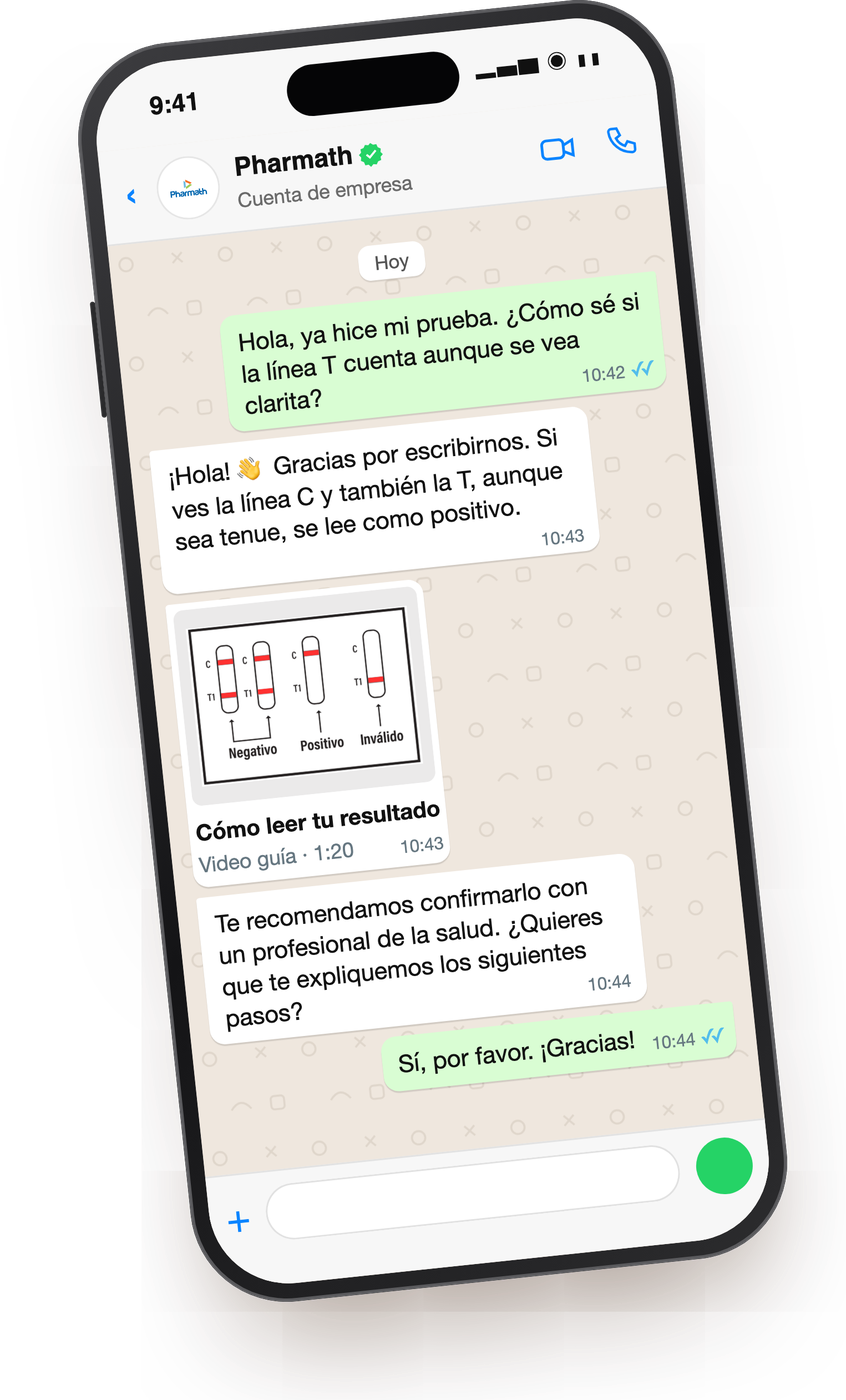 9:41
Pharmath
Pharmath
Cuenta de empresa
Hoy
Hola, ya hice mi prueba. ¿Cómo sé si
la línea T cuenta aunque se vea
clarita?
10:42
¡Hola! 👋 Gracias por escribirnos. Si
ves la línea C y también la T, aunque
sea tenue, se lee como positivo.
10:43
C C C C
T1 T1 T1 T1
Negativo Positivo Inválido
Cómo leer tu resultado
Video guía · 1:20 10:43
Te recomendamos confirmarlo con
un profesional de la salud. ¿Quieres
que te expliquemos los siguientes
pasos?
10:44
Sí, por favor. ¡Gracias! 10:44